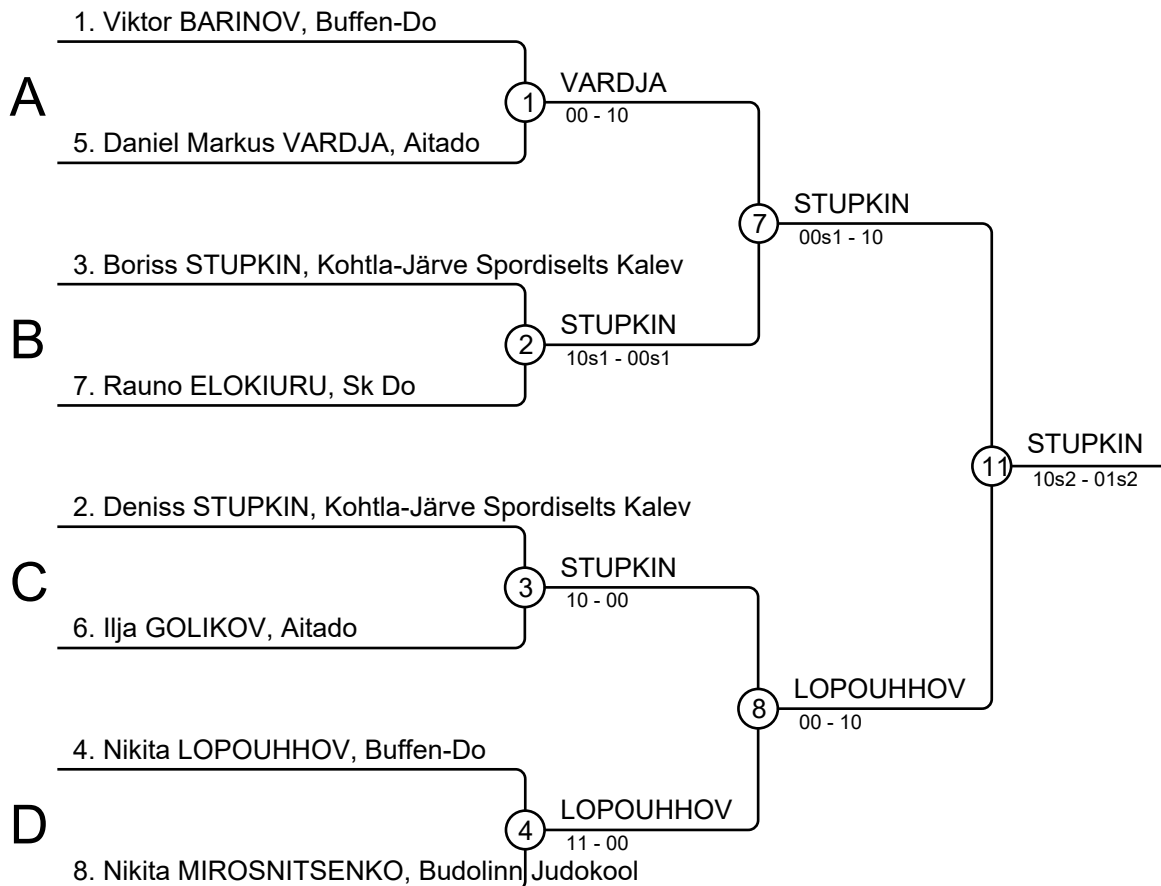 1. Viktor BARINOV, Buffen-Do
A
1
VARDJA
00 - 10
5. Daniel Markus VARDJA, Aitado
7
STUPKIN
00s1 - 10
3. Boriss STUPKIN, Kohtla-Järve Spordiselts Kalev
B
2
STUPKIN
10s1 - 00s1
7. Rauno ELOKIURU, Sk Do
11
STUPKIN
10s2 - 01s2
2. Deniss STUPKIN, Kohtla-Järve Spordiselts Kalev
C
3
STUPKIN
10 - 00
6. Ilja GOLIKOV, Aitado
8
LOPOUHHOV
00 - 10
4. Nikita LOPOUHHOV, Buffen-Do
D
4
LOPOUHHOV
11 - 00
8. Nikita MIROSNITSENKO, Budolinn Judokool